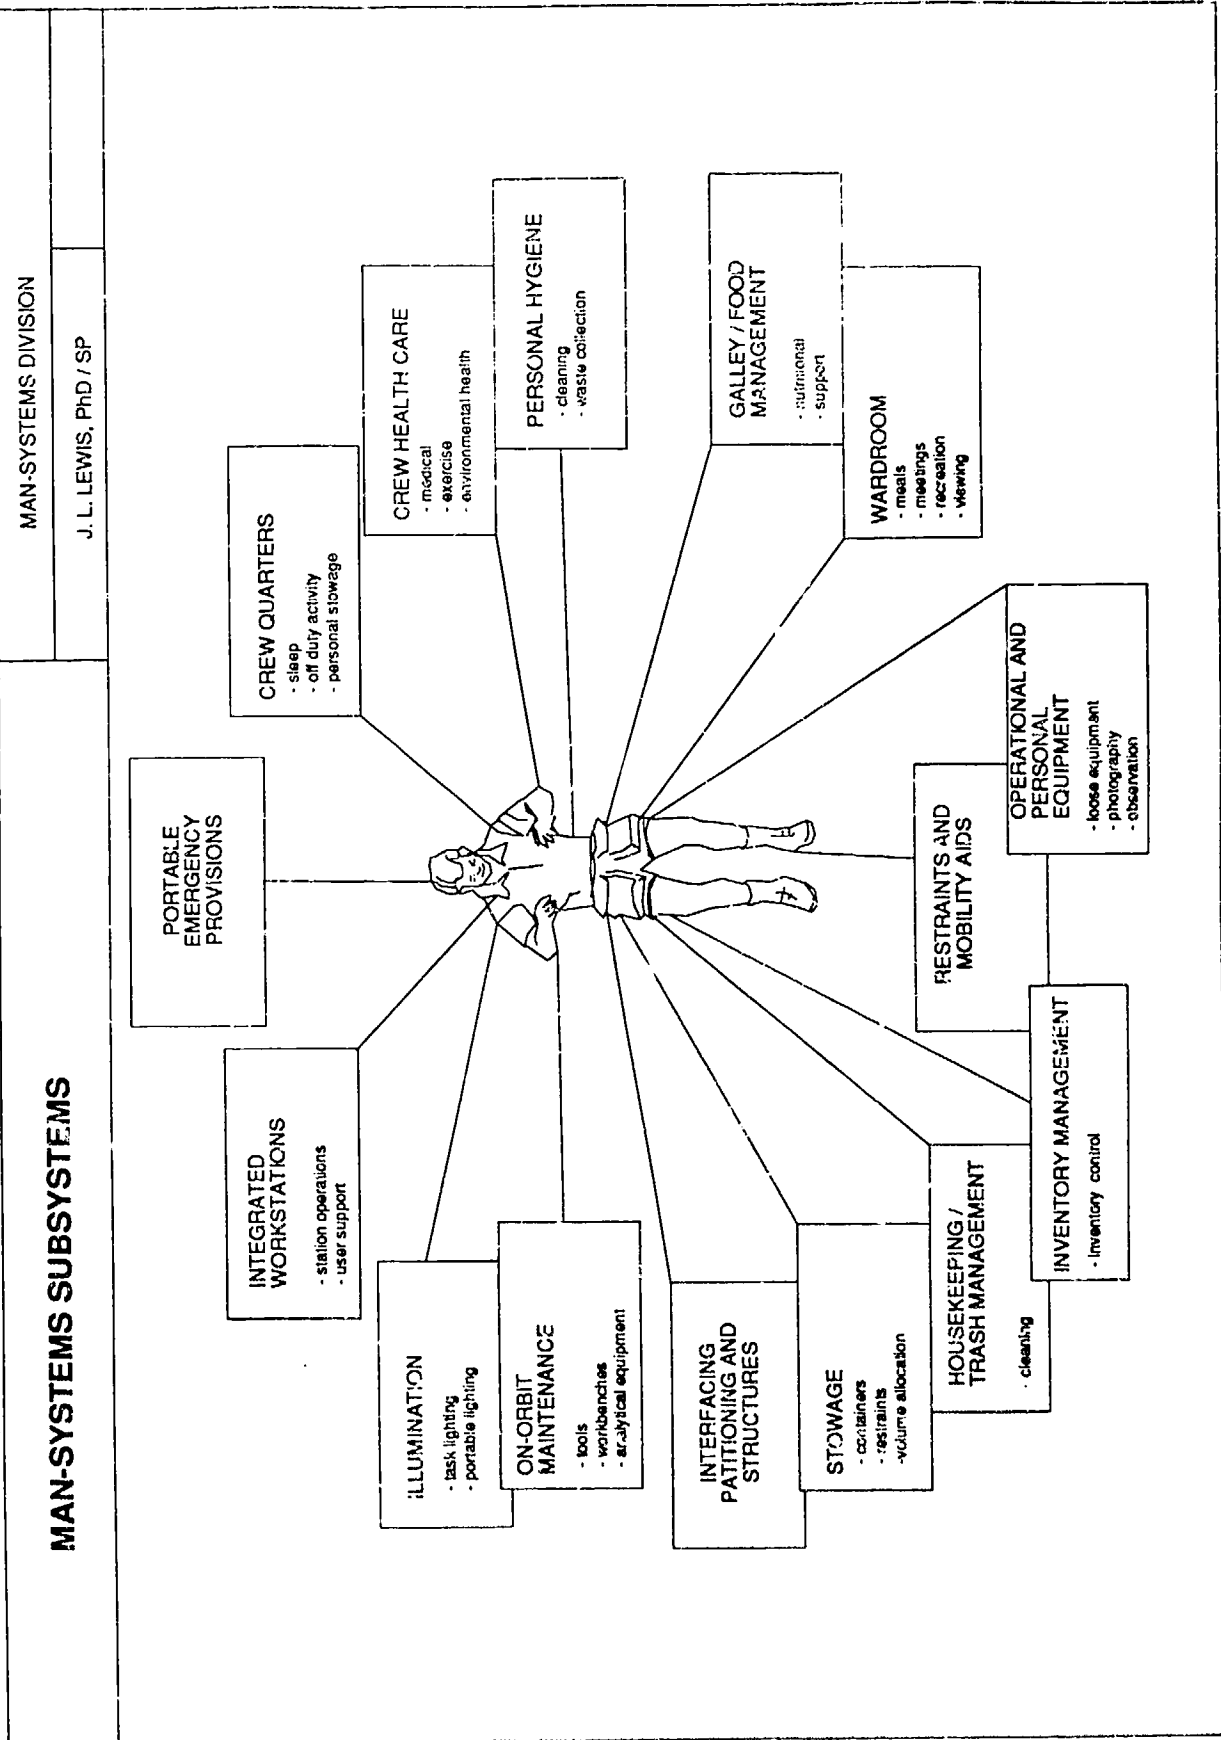 MAN-SYSTEMS SUBSYSTEMS
MAN-SYSTEMS DIVISION
J. L. LEWIS, PhD / SP
PORTABLE
EMERGENCY
PROVISIONS
CREW QUARTERS
- sleep
- off duty activity
- personal stowage
CREW HEALTH CARE
- medical
- exercise
- environmental health
PERSONAL HYGIENE
- cleaning
- waste collection
GALLEY / FOOD
MANAGEMENT
- nutritional
- support
WARDROOM
- meals
- meetings
- recreation
- viewing
OPERATIONAL AND
PERSONAL
EQUIPMENT
- loose equipment
- photography
- observation
RESTRAINTS AND
MOBILITY AIDS
INVENTORY MANAGEMENT
- Inventory control
HOUSEKEEPING /
TRASH MANAGEMENT
- cleaning
STOWAGE
- containers
- restraints
-volume allocation
INTERFACING
PATITIONING AND
STRUCTURES
ON-ORBIT
MAINTENANCE
- tools
- workbenches
- analytical equipment
ILLUMINATION
- task lighting
- portable lighting
INTEGRATED
WORKSTATIONS
- station operations
- user support